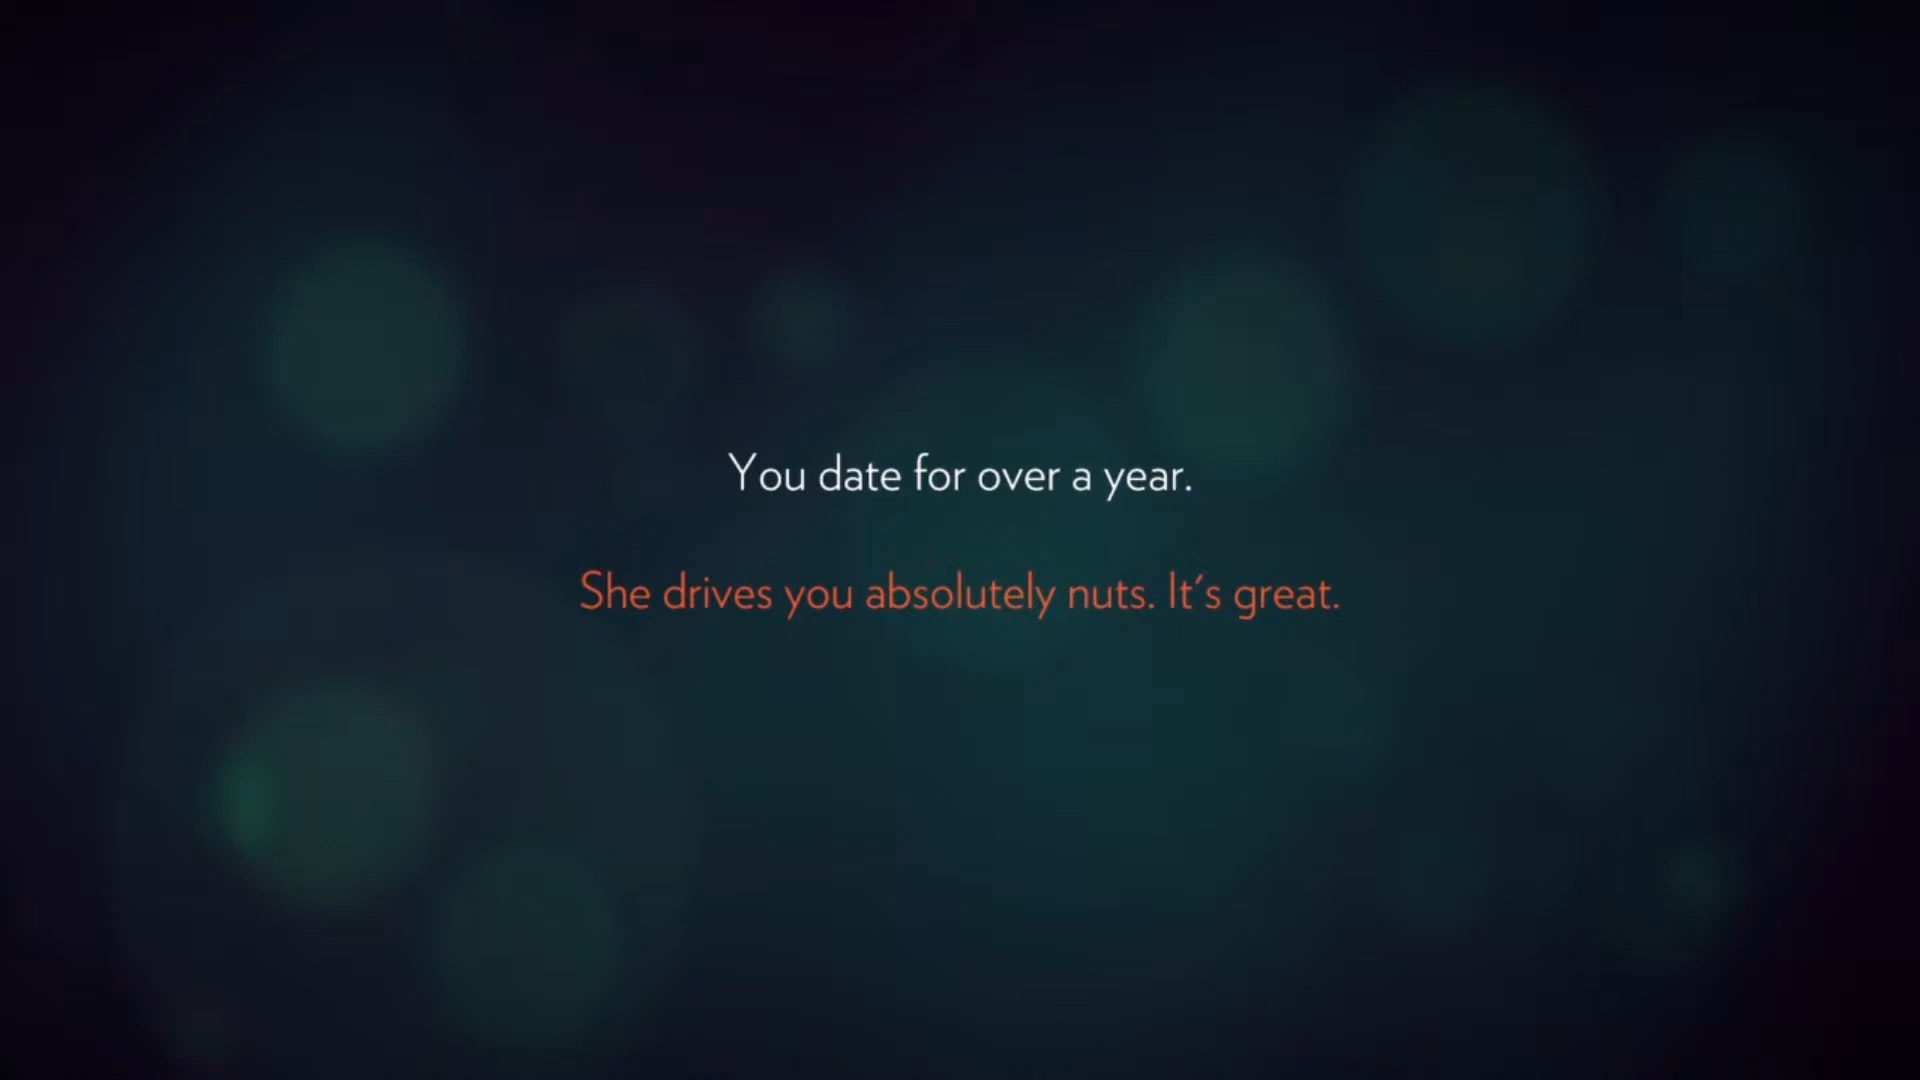 You date for over a year.
She drives you absolutely nuts. It's great.